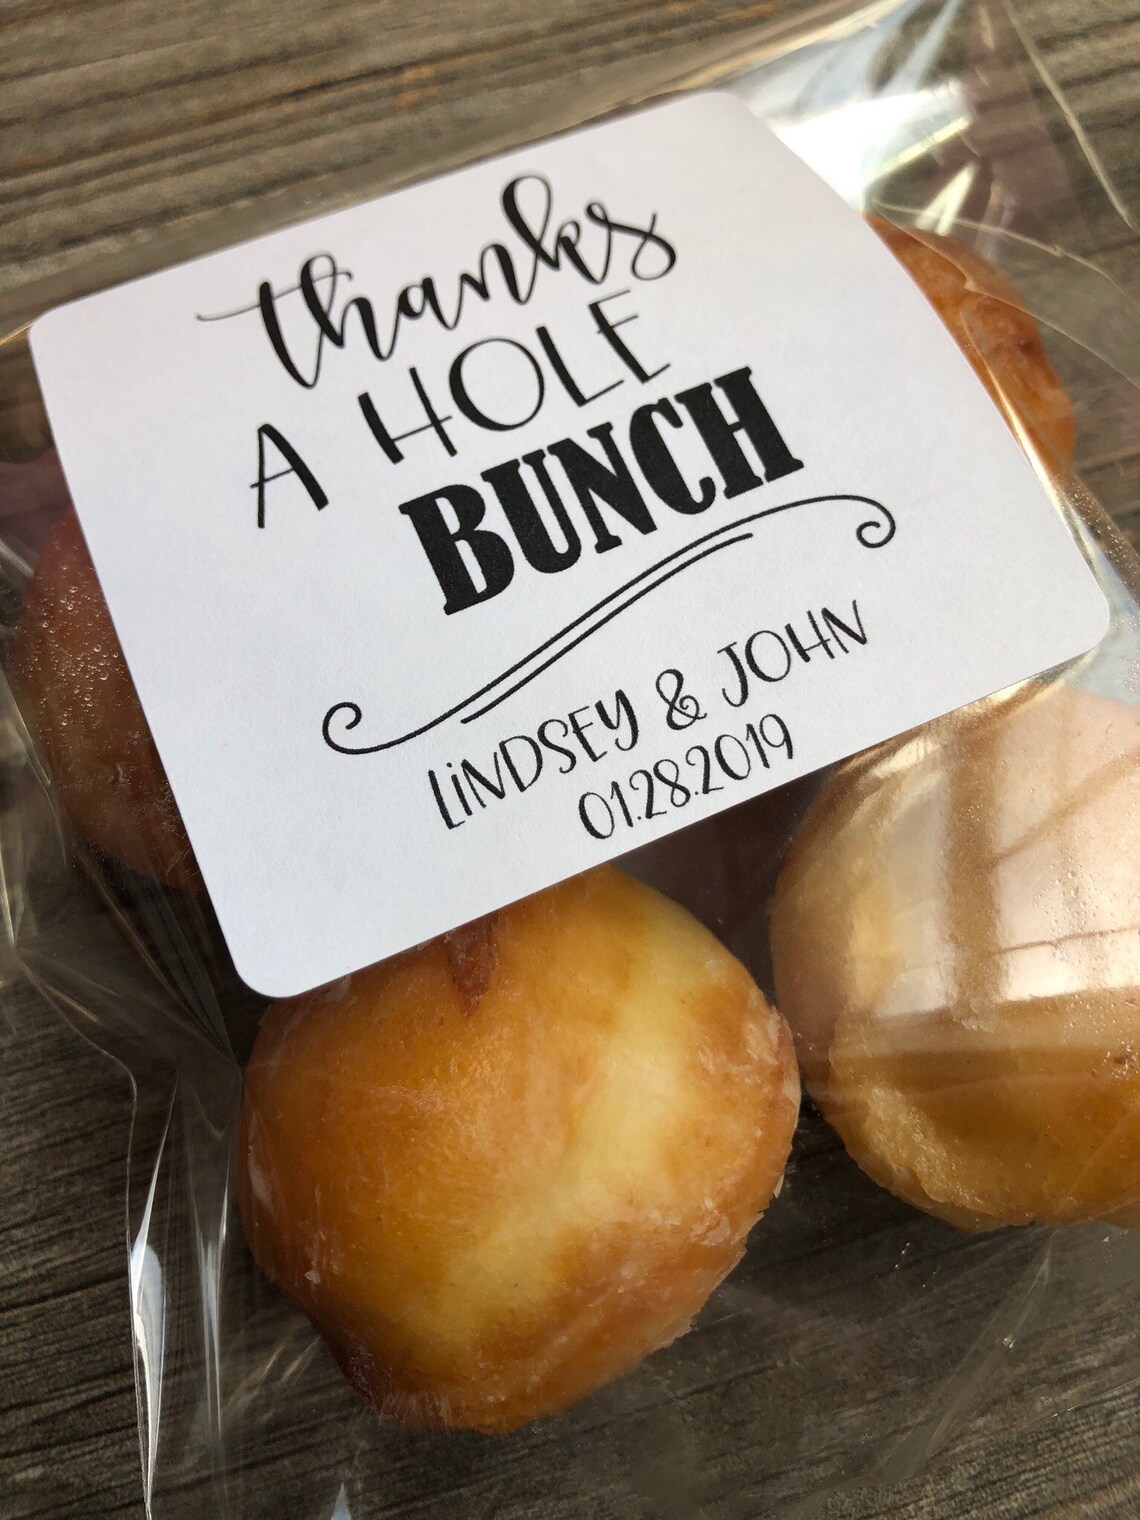 thanks
A HOLE
BUNCH
LINDSEY & JOHN
01.28.2019